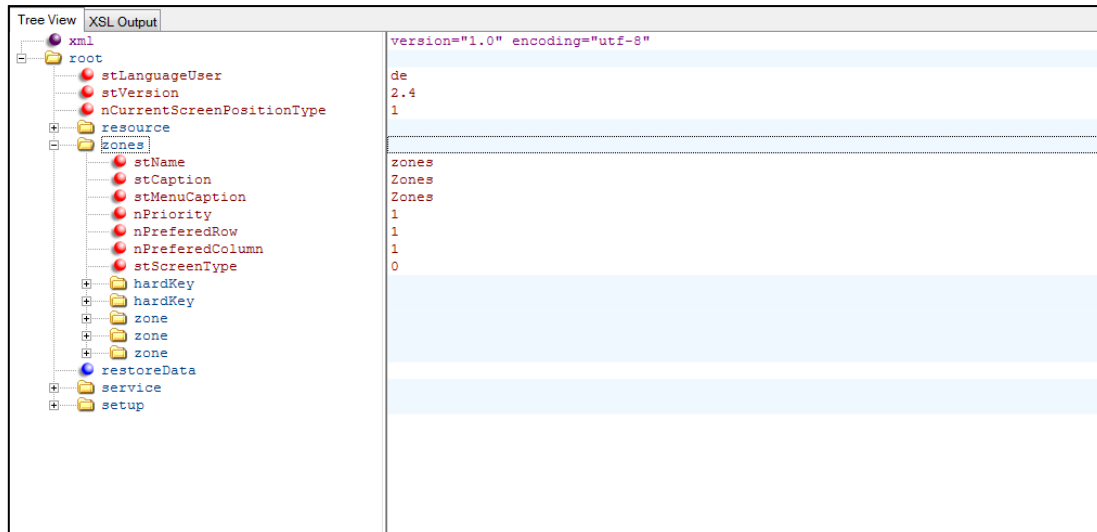 Tree View XSL Output
xml version="1.0" encoding="utf-8"
root
stLanguageUser de
stVersion 2.4
nCurrentScreenPositionType 1
resource
zones
stName zones
stCaption Zones
stMenuCaption Zones
nPriority 1
nPreferedRow 1
nPreferedColumn 1
stScreenType 0
hardKey
hardKey
zone
zone
zone
restoreData
service
setup